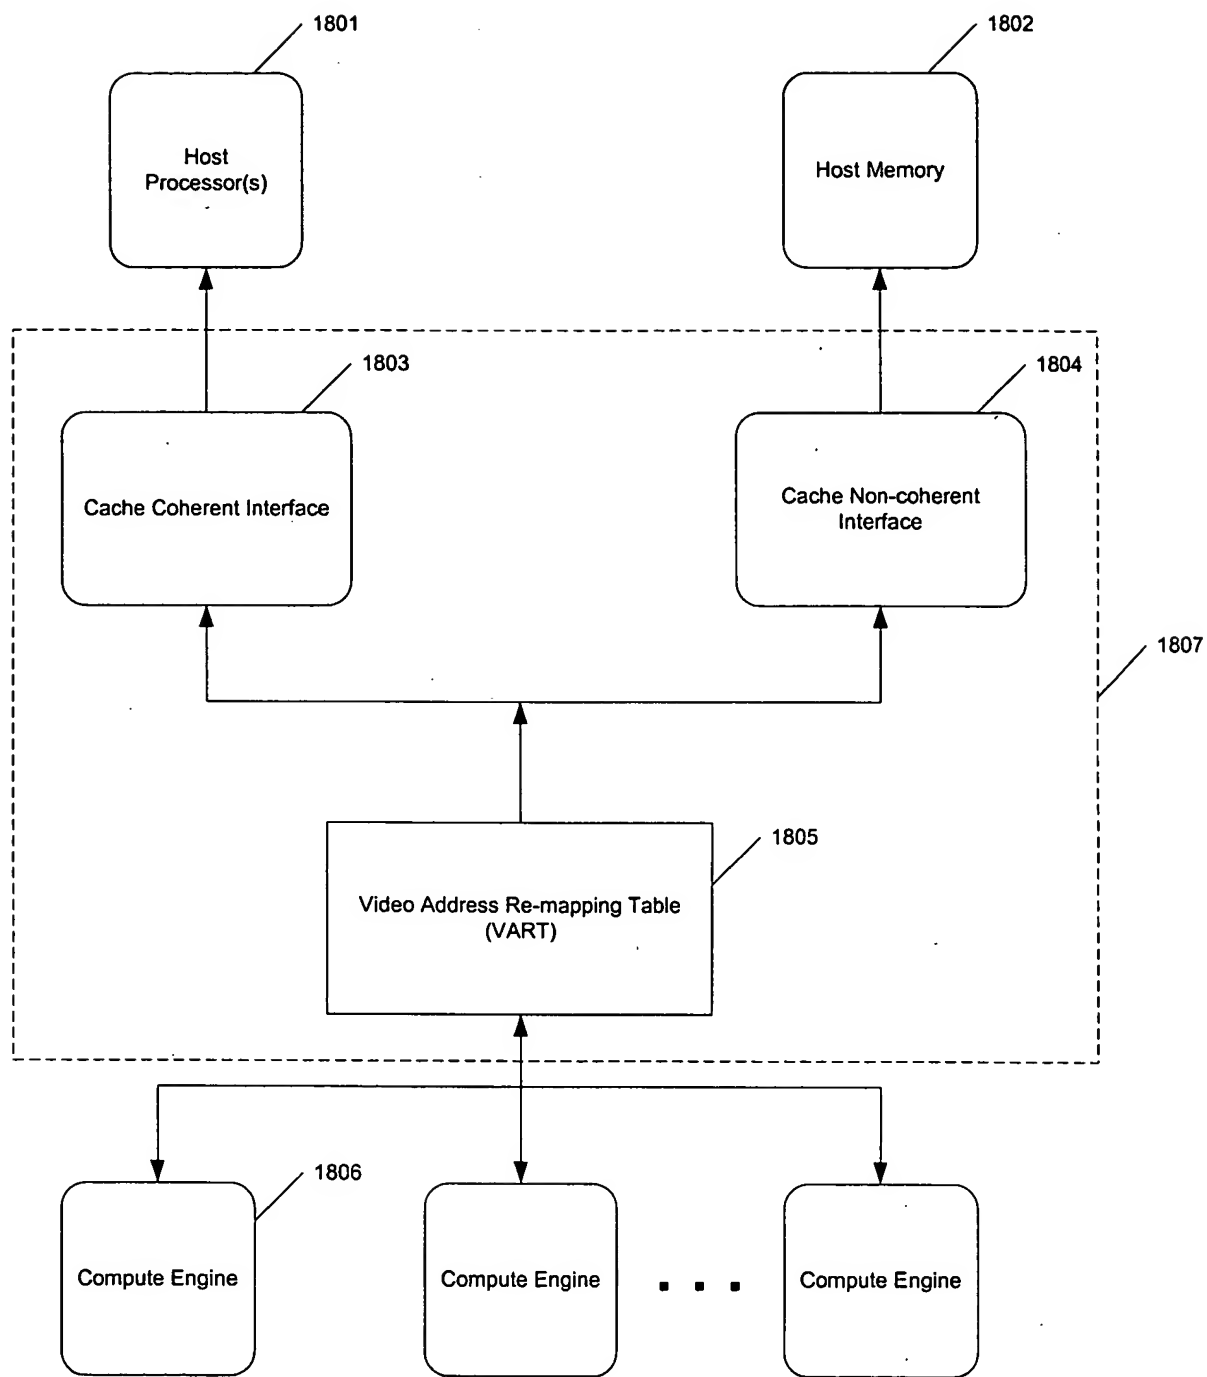 1801
1802
Host
Processor(s)
Host Memory
1803
1804
Cache Coherent Interface
Cache Non-coherent
Interface
1807
1805
Video Address Re-mapping Table
(VART)
1806
Compute Engine
Compute Engine
Compute Engine